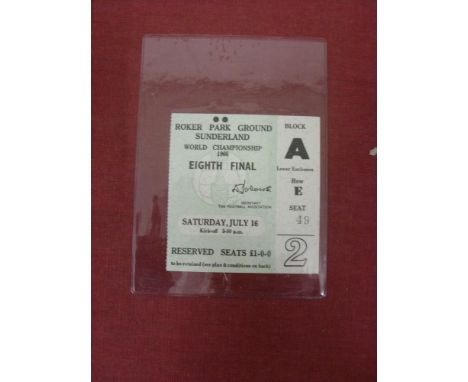 ROKER PARK GROUND
SUNDERLAND
WORLD CHAMPIONSHIP
1966
EIGHTH FINAL
SECRETARY
THE FOOTBALL ASSOCIATION
SATURDAY, JULY 16
Kick-off 3-0 p.m.
RESERVED SEATS £1-0-0
to be retained (see plan & conditions on back)
BLOCK
A
Lower Enclosure
Row
E
SEAT
49
2